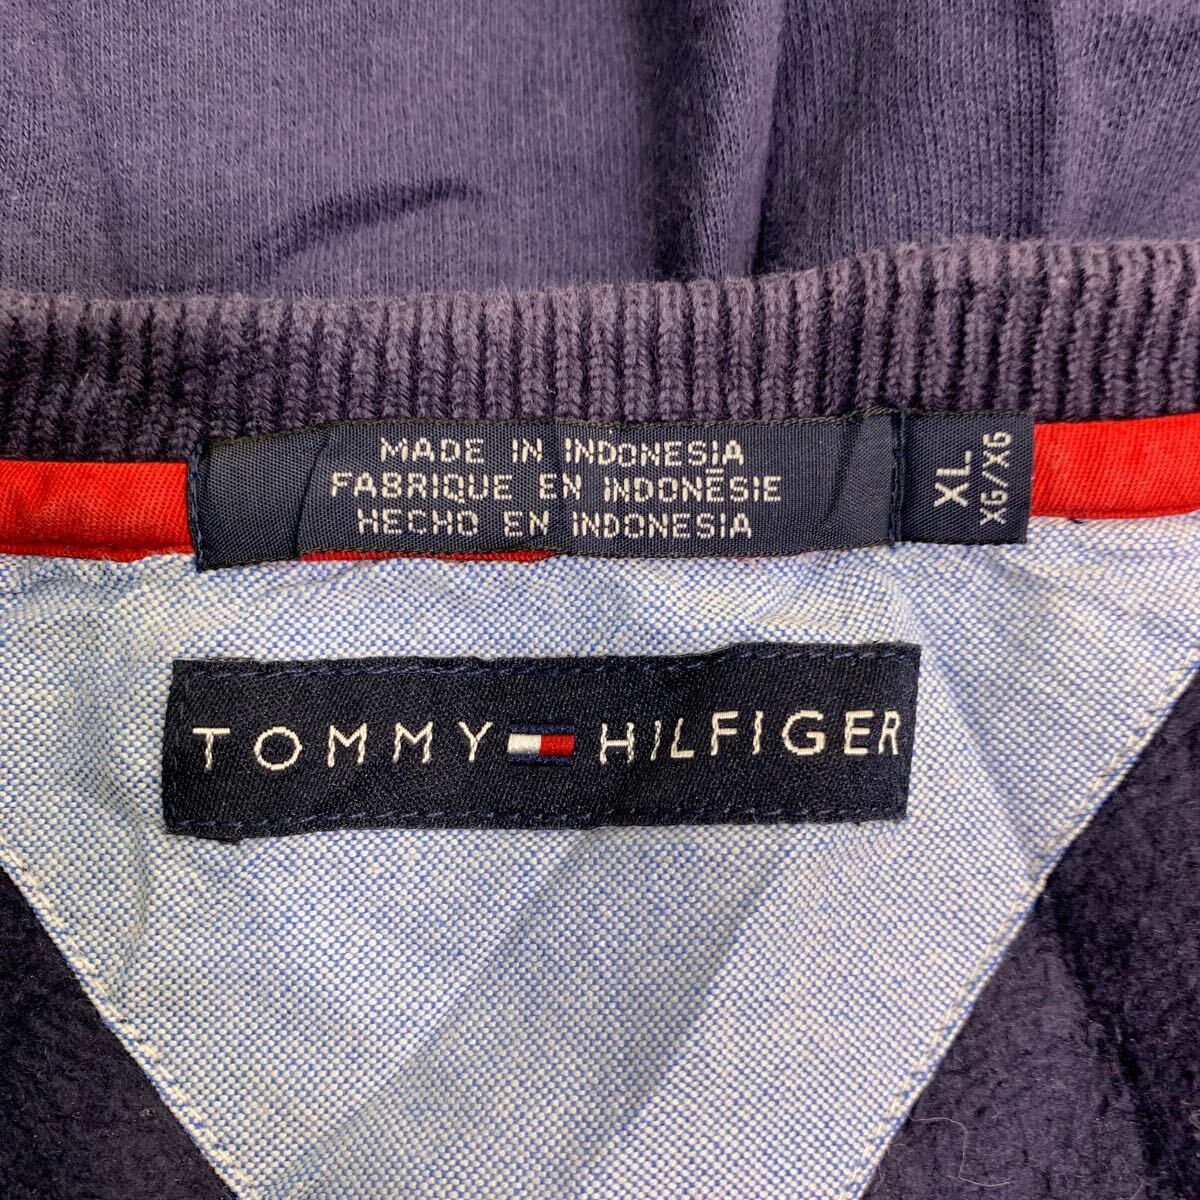 MADE IN INDONESIA
FABRIQUE EN INDONÉSIE
HECHO EN INDONESIA
XL
XG/XG
TOMMY HILFIGER